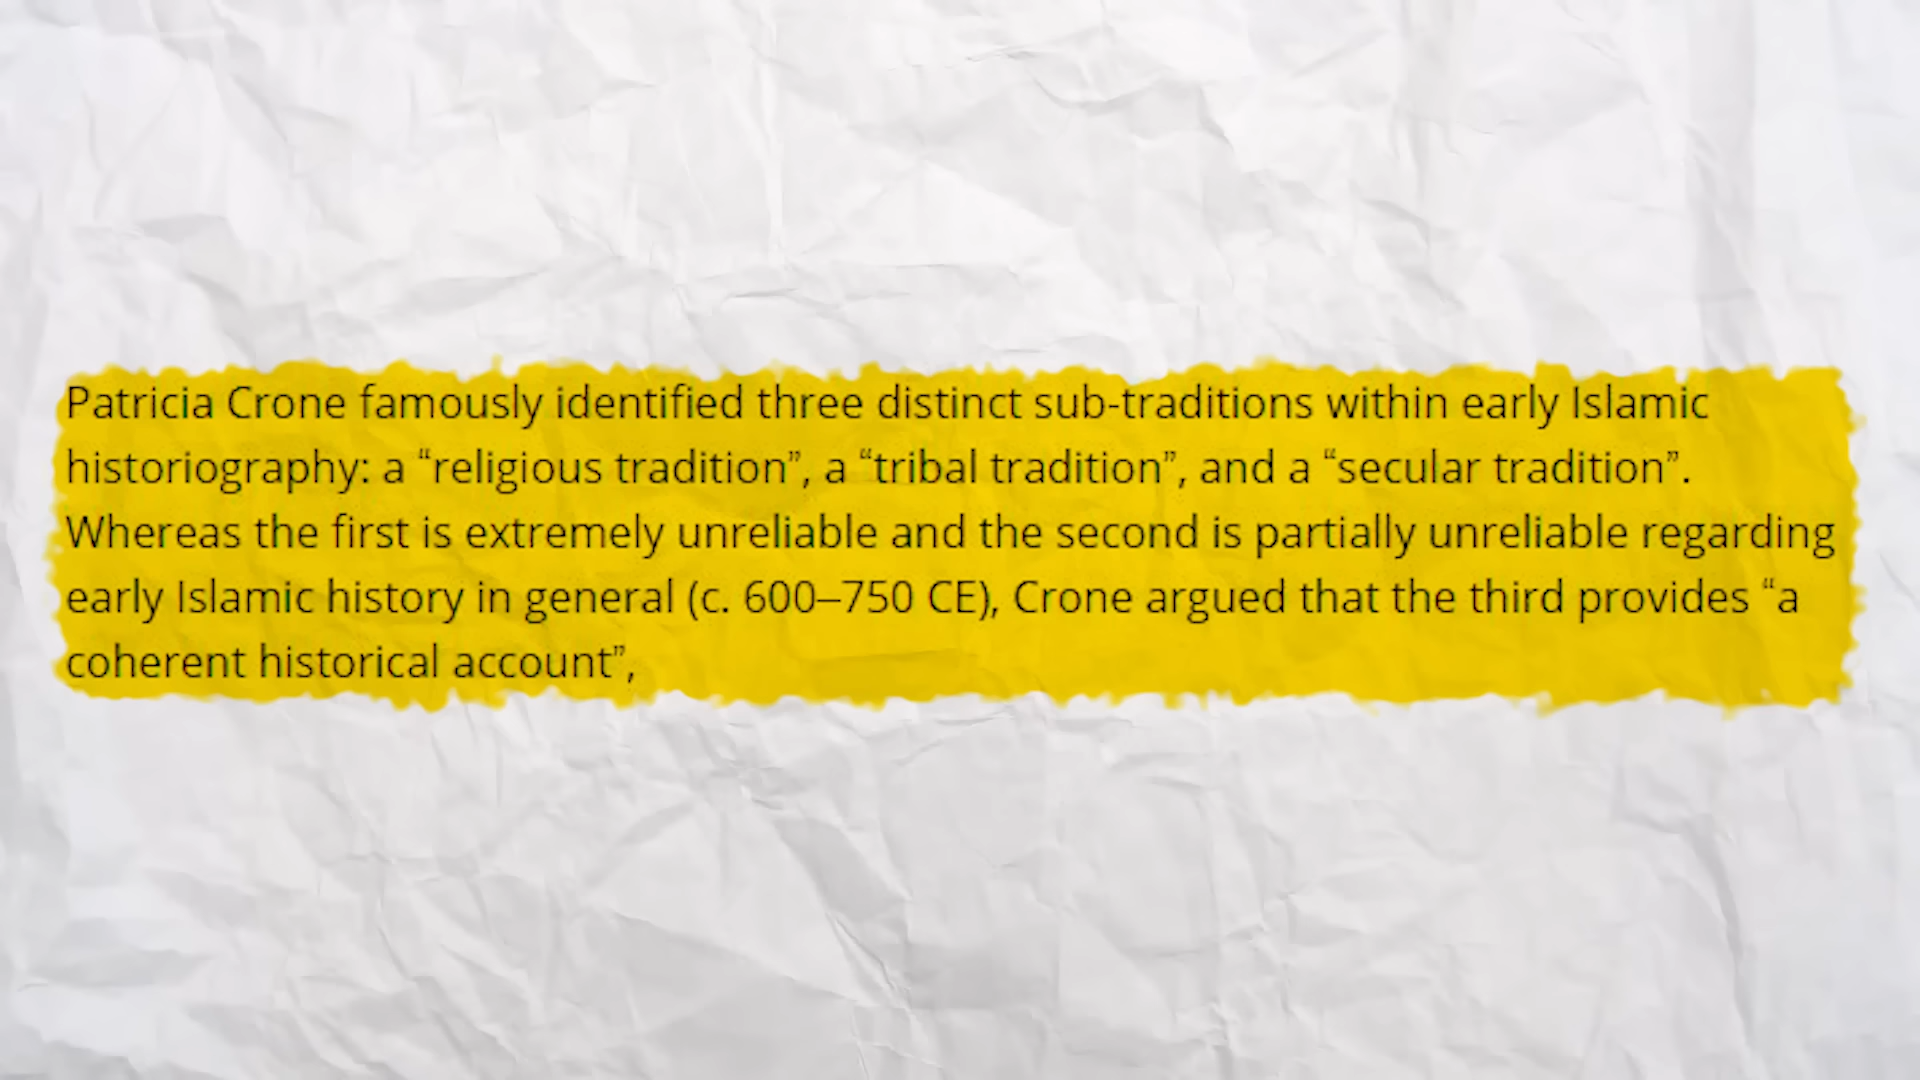 Patricia Crone famously identified three distinct sub-traditions within early Islamic
historiography: a “religious tradition”, a “tribal tradition”, and a “secular tradition”.
Whereas the first is extremely unreliable and the second is partially unreliable regarding
early Islamic history in general (c. 600–750 CE), Crone argued that the third provides “a
coherent historical account”,